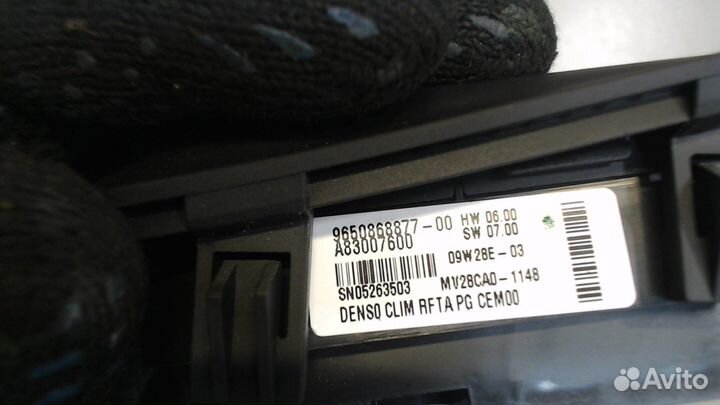 9650868877-00 HW 06.00
A83007600 SW 07.00
09W28E-03
SN05263503 MV28CA0-1148
DENSO CLIM RFTA PG CEM00
Avito